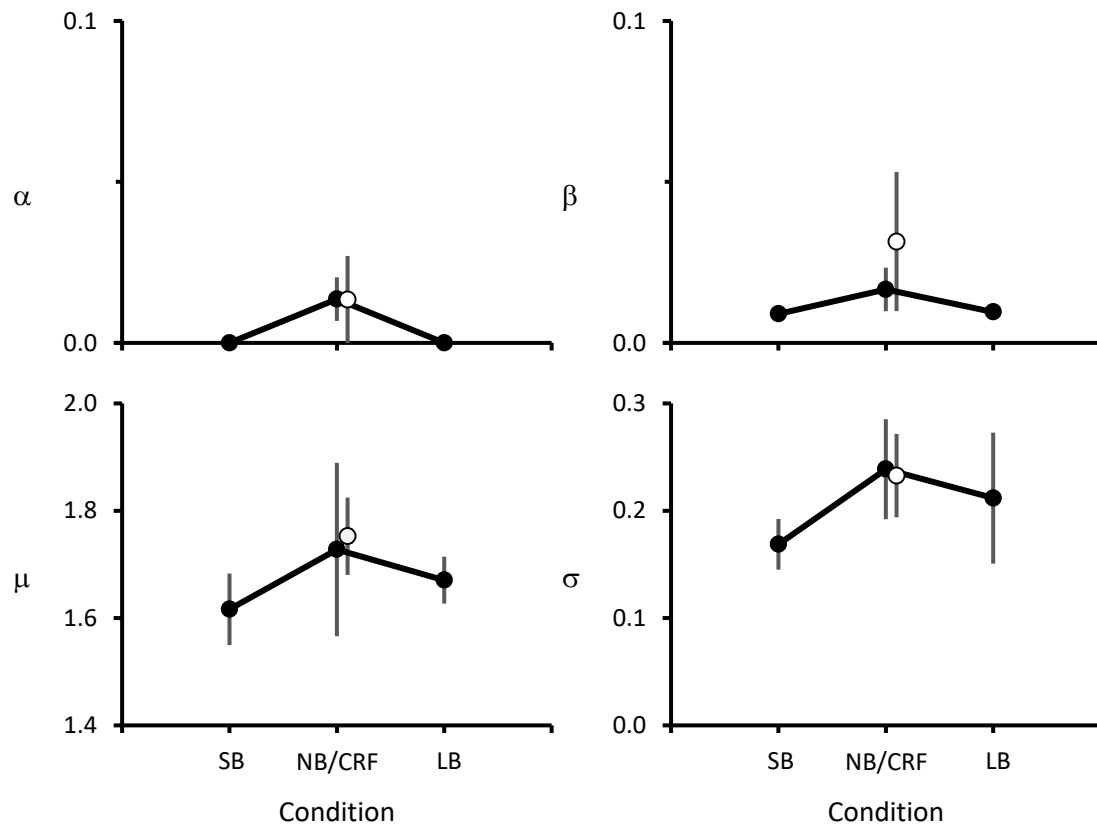 0.1
α
0.0
0.1
β
0.0
2.0
1.8
μ
1.6
1.4
SB NB/CRF LB
Condition
0.3
0.2
σ
0.1
0.0
SB NB/CRF LB
Condition